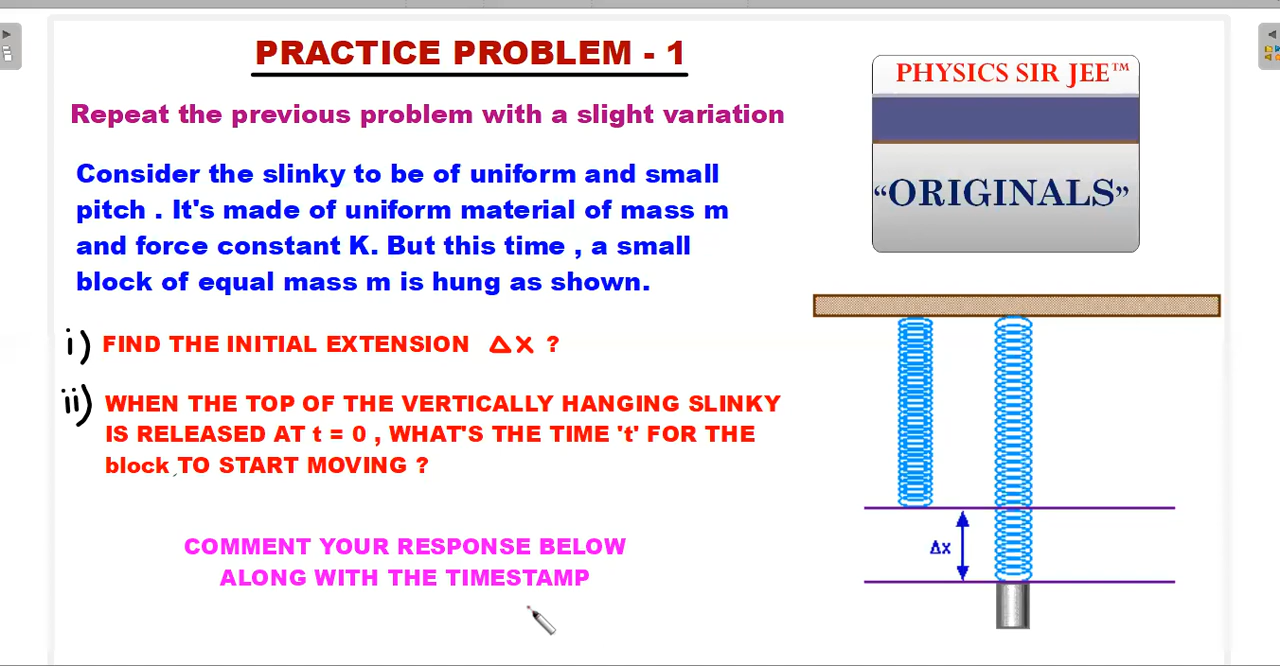 PRACTICE PROBLEM - 1
Repeat the previous problem with a slight variation
Consider the slinky to be of uniform and small
pitch . It's made of uniform material of mass m
and force constant K. But this time , a small
block of equal mass m is hung as shown.
i) FIND THE INITIAL EXTENSION Δx ?
ii) WHEN THE TOP OF THE VERTICALLY HANGING SLINKY
IS RELEASED AT t = 0 , WHAT'S THE TIME 't' FOR THE
block TO START MOVING ?
COMMENT YOUR RESPONSE BELOW
ALONG WITH THE TIMESTAMP
PHYSICS SIR JEE™
“ORIGINALS”
Δx